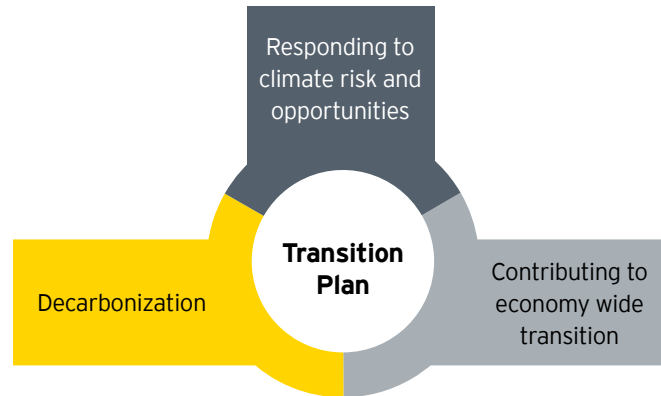 Responding to
climate risk and
opportunities
Transition
Plan
Decarbonization
Contributing to
economy wide
transition